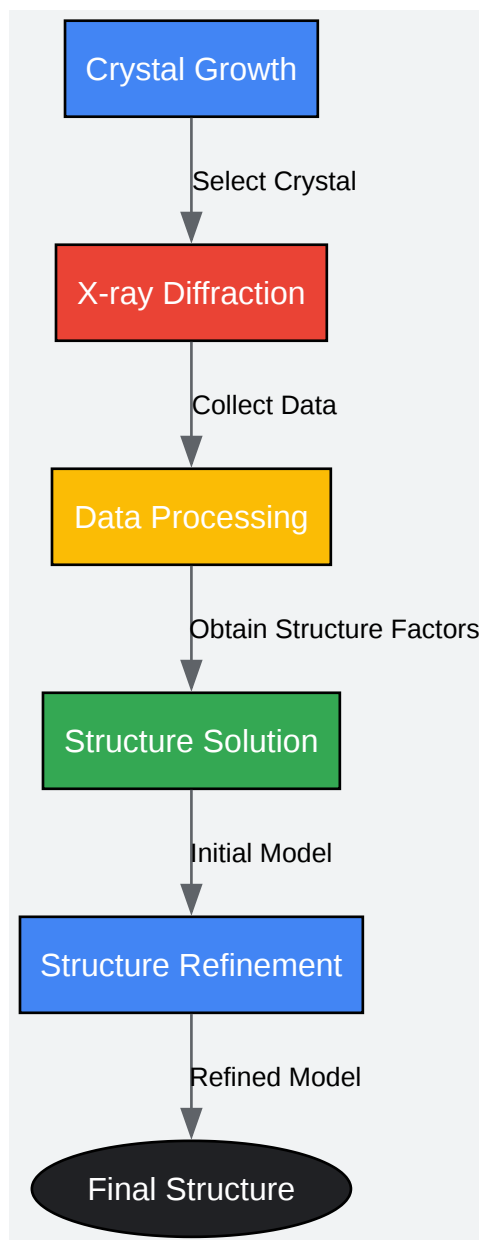 Crystal Growth
Select Crystal
X-ray Diffraction
Collect Data
Data Processing
Obtain Structure Factors
Structure Solution
Initial Model
Structure Refinement
Refined Model
Final Structure